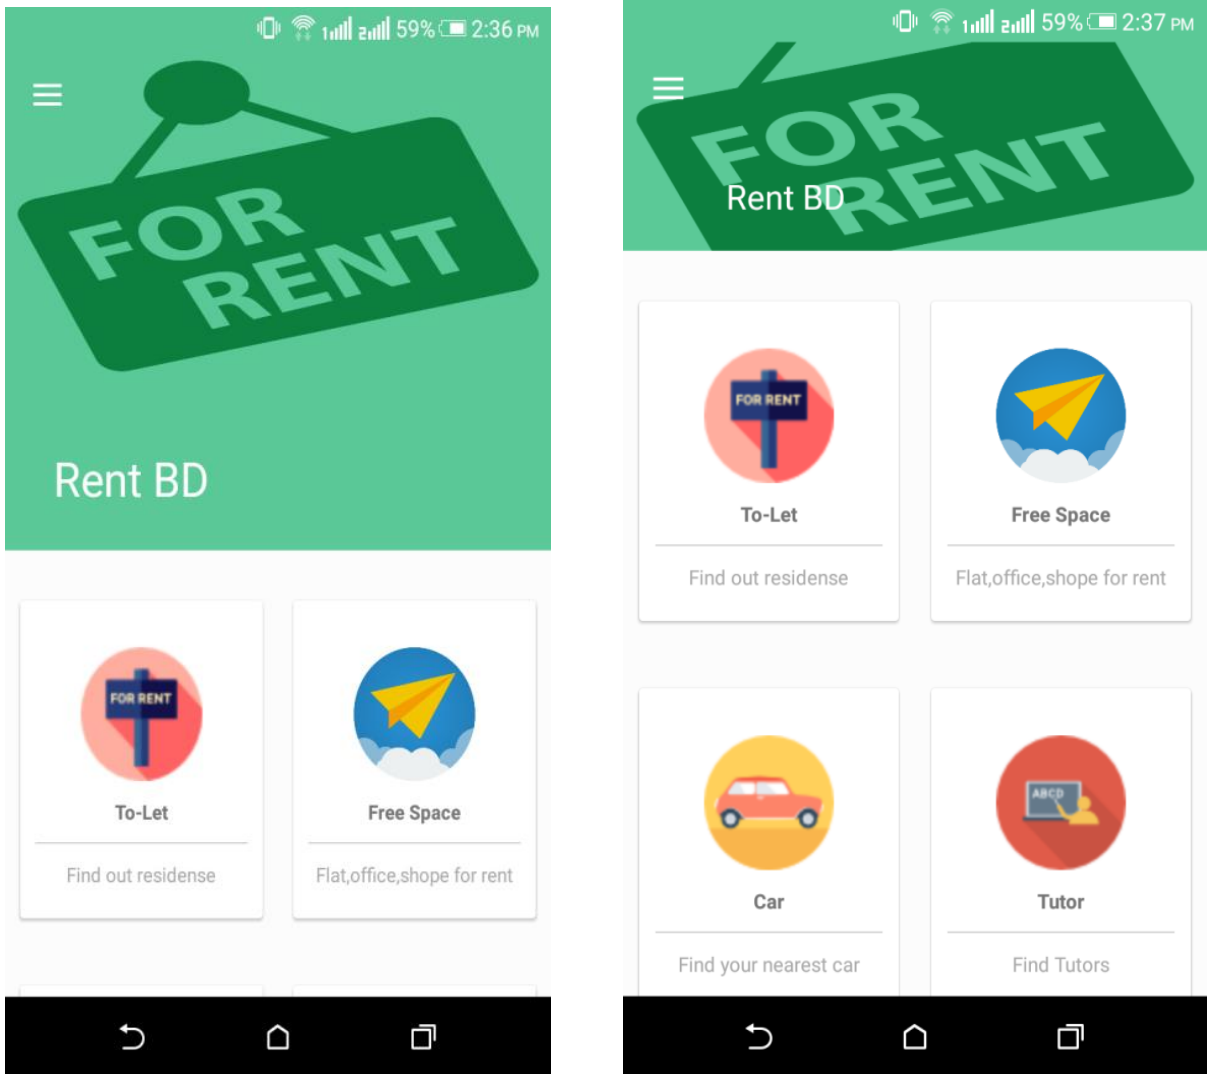 59% 2:36 PM
FOR
RENT
Rent BD
FOR RENT
To-Let
Find out residense
Free Space
Flat,office,shope for rent
59% 2:37 PM
FOR
RENT
Rent BD
FOR RENT
To-Let
Find out residense
Free Space
Flat,office,shope for rent
Car
Find your nearest car
ABCD
Tutor
Find Tutors